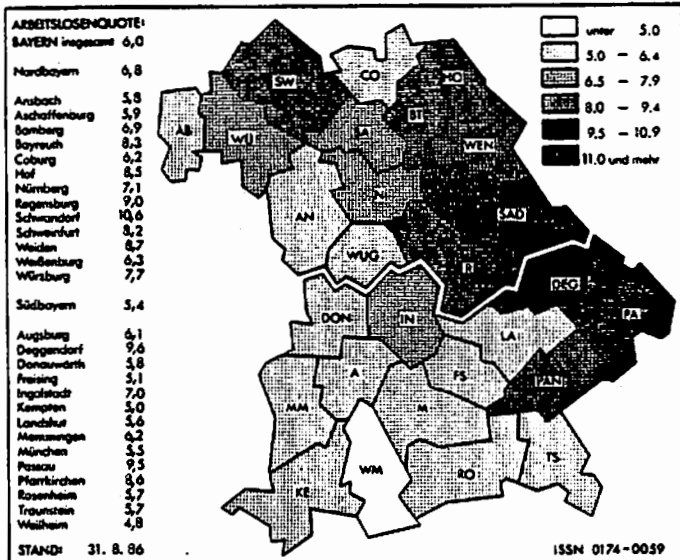 ARBEITSLOSENQUOTE:
BAYERN insgesamt 6,0
Nordbayern 6,8
Ansbach 5,8
Aschaffenburg 5,9
Bamberg 6,9
Bayreuth 8,3
Coburg 6,2
Hof 8,5
Nürnberg 7,1
Regensburg 9,0
Schwandorf 10,6
Schweinfurt 8,2
Weiden 8,7
Weißenburg 6,3
Würzburg 7,7
Südbayern 5,4
Augsburg 6,1
Deggendorf 9,6
Donauwörth 5,8
Freising 5,1
Ingolstadt 7,0
Kempten 5,0
Landshut 5,6
Memmingen 6,2
München 5,5
Passau 9,5
Pfarrkirchen 8,6
Rosenheim 5,7
Traunstein 5,7
Weilheim 4,8
STAND: 31. 8. 86
unter 5.0
5.0 – 6.4
6.5 – 7.9
8.0 – 9.4
9.5 – 10.9
11.0 und mehr
CO
HO
SW
AB
WÜ
BA
BT
WEN
N
AN
SAD
WUG
R
DEG
PA
DON
IN
LA
PAN
A
FS
MM
M
WM
RO
TS
KE
ISSN 0174-0059